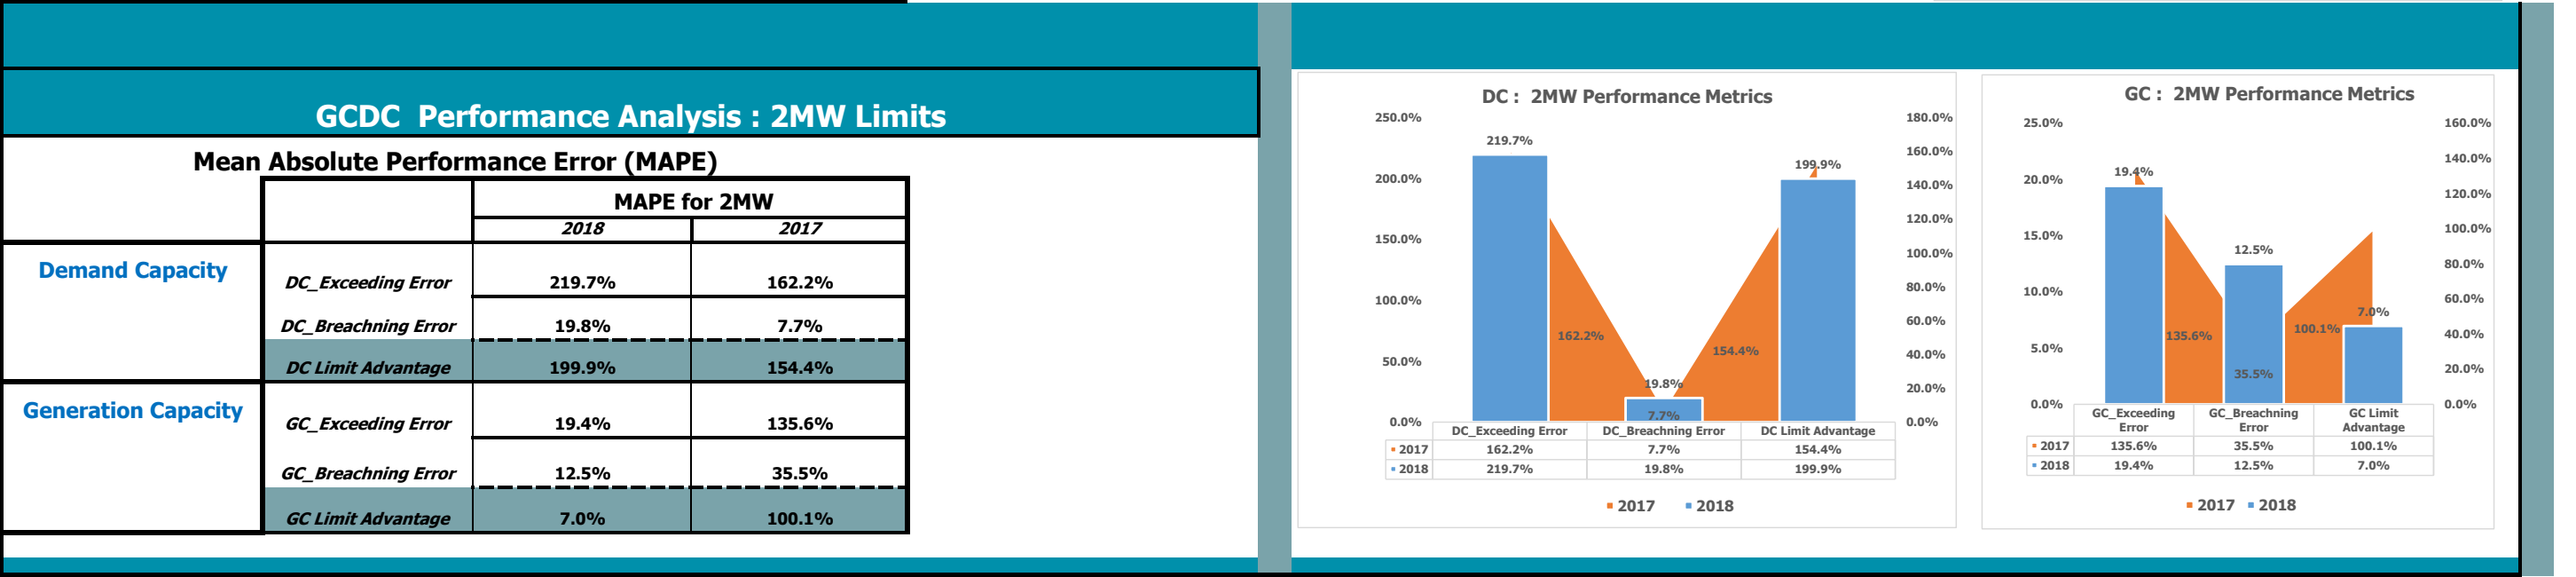 GCDC Performance Analysis : 2MW Limits
Mean Absolute Performance Error (MAPE)
MAPE for 2MW
2018 2017
Demand Capacity
DC_Exceeding Error 219.7% 162.2%
DC_Breachning Error 19.8% 7.7%
DC Limit Advantage 199.9% 154.4%
Generation Capacity
GC_Exceeding Error 19.4% 135.6%
GC_Breachning Error 12.5% 35.5%
GC Limit Advantage 7.0% 100.1%
DC : 2MW Performance Metrics
250.0%
200.0%
150.0%
100.0%
50.0%
0.0%
180.0%
160.0%
140.0%
120.0%
100.0%
80.0%
60.0%
40.0%
20.0%
0.0%
219.7%
199.9%
162.2%
154.4%
19.8%
7.7%
DC_Exceeding Error DC_Breachning Error DC Limit Advantage
2017 162.2% 7.7% 154.4%
2018 219.7% 19.8% 199.9%
2017 2018
GC : 2MW Performance Metrics
25.0%
20.0%
15.0%
10.0%
5.0%
0.0%
160.0%
140.0%
120.0%
100.0%
80.0%
60.0%
40.0%
20.0%
0.0%
19.4%
12.5%
7.0%
135.6%
100.1%
35.5%
GC_Exceeding GC_Breachning GC Limit
Error Error Advantage
2017 135.6% 35.5% 100.1%
2018 19.4% 12.5% 7.0%
2017 2018